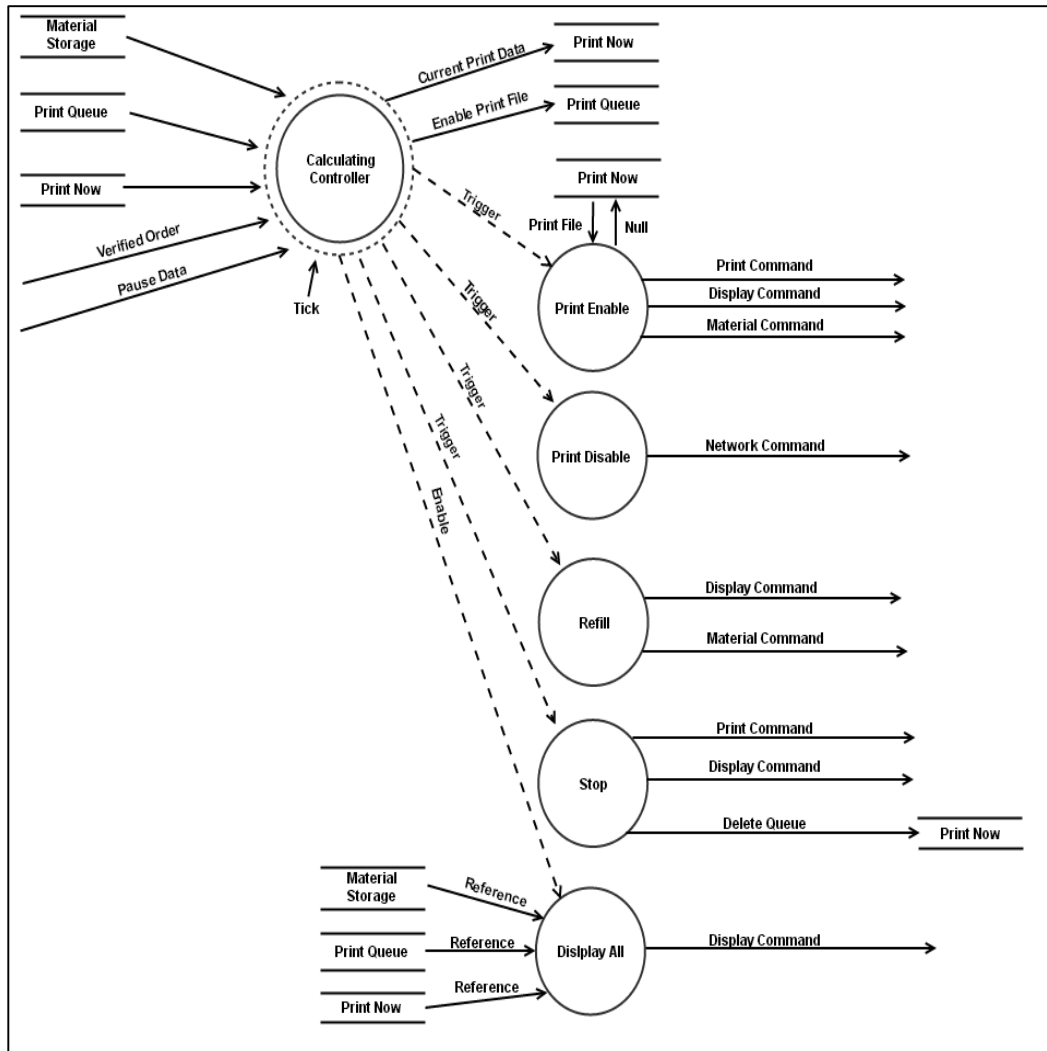 Material
Storage
Print Queue
Print Now
Verified Order
Pause Data
Tick
Calculating
Controller
Current Print Data
Print Now
Enable Print File
Print Queue
Print Now
Print File
Null
Trigger
Print Enable
Print Command
Display Command
Material Command
Trigger
Print Disable
Network Command
Trigger
Refill
Display Command
Material Command
Trigger
Stop
Print Command
Display Command
Delete Queue
Print Now
Enable
Material
Storage
Reference
Print Queue
Reference
Print Now
Reference
Dislplay All
Display Command